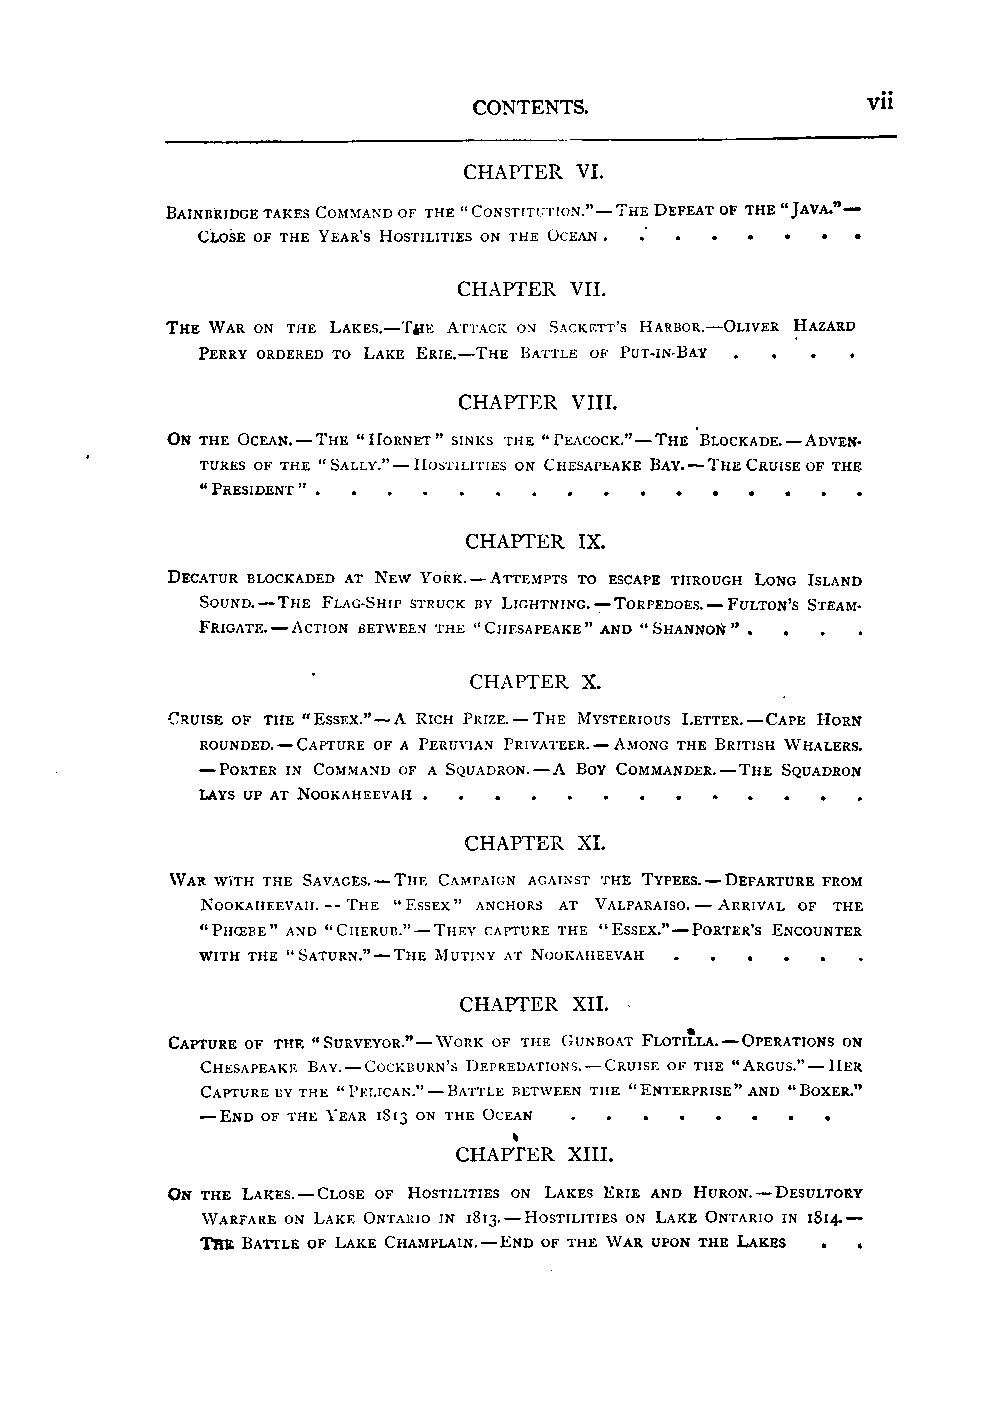 CONTENTS. vii
CHAPTER VI.
BAINBRIDGE TAKES COMMAND OF THE "CONSTITUTION."—THE DEFEAT OF THE "JAVA."—
CLOSE OF THE YEAR'S HOSTILITIES ON THE OCEAN . . . . . . . .
CHAPTER VII.
THE WAR ON THE LAKES.—THE ATTACK ON SACKETT'S HARBOR.—OLIVER HAZARD
PERRY ORDERED TO LAKE ERIE.—THE BATTLE OF PUT-IN-BAY . . . .
CHAPTER VIII.
ON THE OCEAN.—THE "HORNET" SINKS THE "PEACOCK."—THE BLOCKADE.—ADVEN-
TURES OF THE "SALLY."—HOSTILITIES ON CHESAPEAKE BAY.—THE CRUISE OF THE
"PRESIDENT" . . . . . . . . . . . . . . . .
CHAPTER IX.
DECATUR BLOCKADED AT NEW YORK.—ATTEMPTS TO ESCAPE THROUGH LONG ISLAND
SOUND.—THE FLAG-SHIP STRUCK BY LIGHTNING.—TORPEDOES.—FULTON'S STEAM-
FRIGATE.—ACTION BETWEEN THE "CHESAPEAKE" AND "SHANNON" . . . .
CHAPTER X.
CRUISE OF THE "ESSEX."—A RICH PRIZE.—THE MYSTERIOUS LETTER.—CAPE HORN
ROUNDED.—CAPTURE OF A PERUVIAN PRIVATEER.—AMONG THE BRITISH WHALERS.
—PORTER IN COMMAND OF A SQUADRON.—A BOY COMMANDER.—THE SQUADRON
LAYS UP AT NOOKAHEEVAH . . . . . . . . . . . . .
CHAPTER XI.
WAR WITH THE SAVAGES.—THE CAMPAIGN AGAINST THE TYPEES.—DEPARTURE FROM
NOOKAHEEVAH.—THE "ESSEX" ANCHORS AT VALPARAISO.—ARRIVAL OF THE
"PHŒBE" AND "CHERUB."—THEY CAPTURE THE "ESSEX."—PORTER'S ENCOUNTER
WITH THE "SATURN."—THE MUTINY AT NOOKAHEEVAH . . . . . .
CHAPTER XII.
CAPTURE OF THE "SURVEYOR."—WORK OF THE GUNBOAT FLOTILLA.—OPERATIONS ON
CHESAPEAKE BAY.—COCKBURN'S DEPREDATIONS.—CRUISE OF THE "ARGUS."—HER
CAPTURE BY THE "PELICAN."—BATTLE BETWEEN THE "ENTERPRISE" AND "BOXER."
—END OF THE YEAR 1813 ON THE OCEAN . . . . . . . .
CHAPTER XIII.
ON THE LAKES.—CLOSE OF HOSTILITIES ON LAKES ERIE AND HURON.—DESULTORY
WARFARE ON LAKE ONTARIO IN 1813.—HOSTILITIES ON LAKE ONTARIO IN 1814.—
THE BATTLE OF LAKE CHAMPLAIN.—END OF THE WAR UPON THE LAKES . .